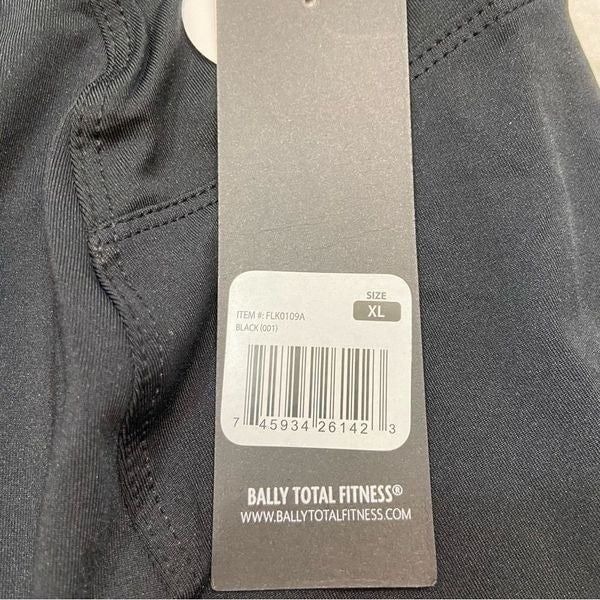 SIZE
XL
ITEM #: FLK0109A
BLACK (001)
7 45934 26142 3
BALLY TOTAL FITNESS®
WWW.BALLYTOTALFITNESS.COM